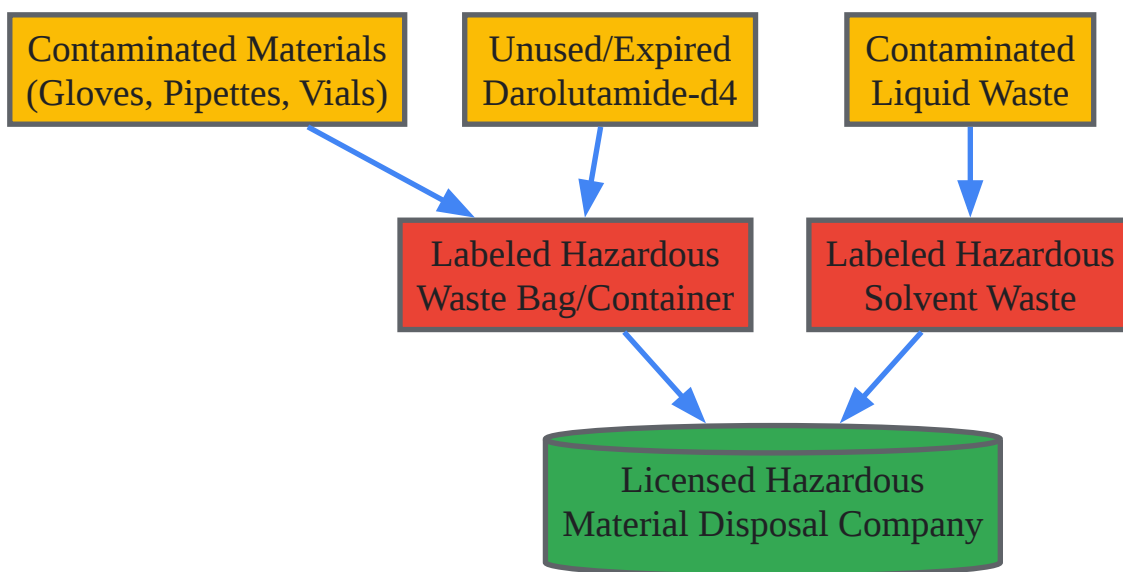 Contaminated Materials
(Gloves, Pipettes, Vials)
Unused/Expired
Darolutamide-d4
Contaminated
Liquid Waste
Labeled Hazardous
Waste Bag/Container
Labeled Hazardous
Solvent Waste
Licensed Hazardous
Material Disposal Company